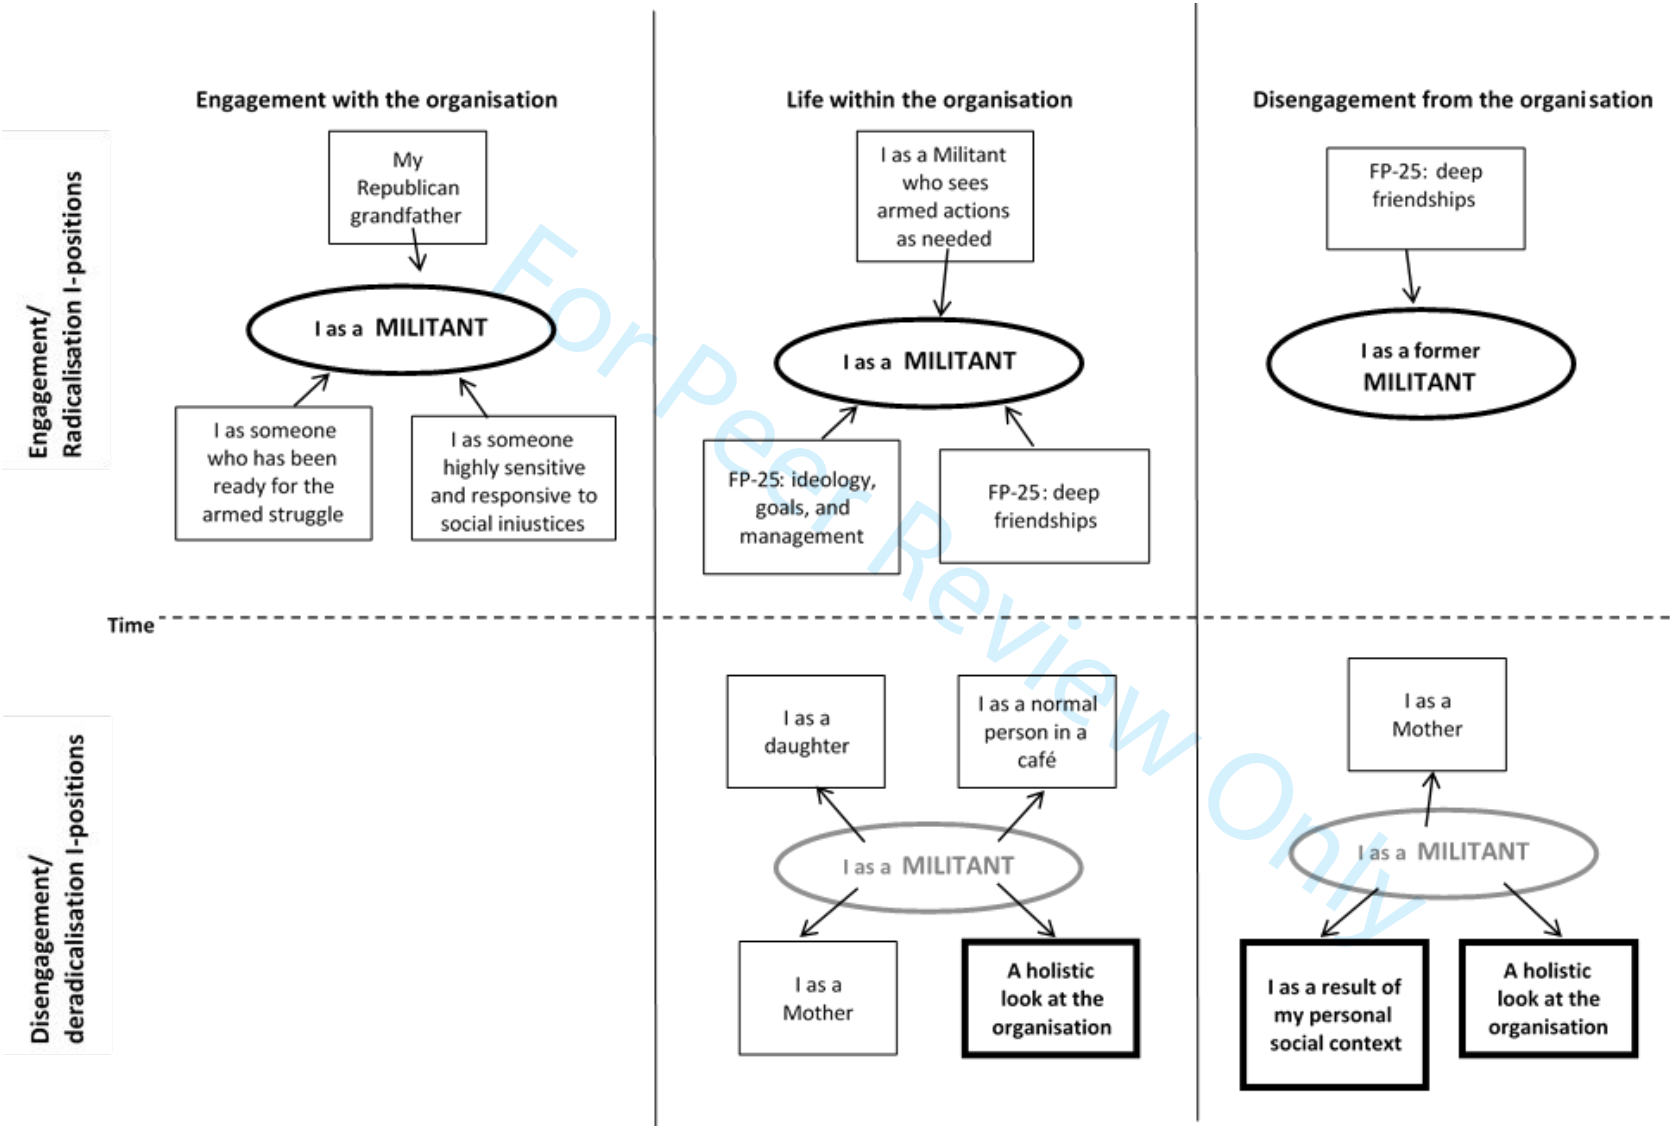 Engagement with the organisation
Life within the organisation
Disengagement from the organisation
Engagement/
Radicalisation I-positions
My
Republican
grandfather
I as a MILITANT
I as someone
who has been
ready for the
armed struggle
I as someone
highly sensitive
and responsive to
social iniustices
I as a Militant
who sees
armed actions
as needed
I as a MILITANT
FP-25: ideology,
goals, and
management
FP-25: deep
friendships
FP-25: deep
friendships
I as a former
MILITANT
Time
Disengagement/
deradicalisation I-positions
I as a
daughter
I as a normal
person in a
café
I as a MILITANT
I as a
Mother
A holistic
look at the
organisation
I as a
Mother
I as a MILITANT
I as a result of
my personal
social context
A holistic
look at the
organisation
For Peer Review Only